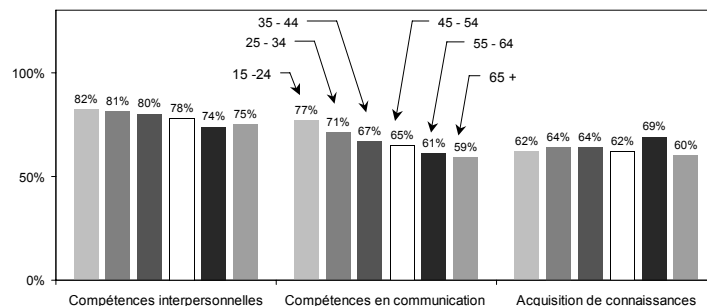 35 - 44
45 - 54
25 - 34
55 - 64
15 -24
65 +
100%
50%
0%
82% 81% 80% 78% 74% 75%
77% 71% 67% 65% 61% 59%
62% 64% 64% 62% 69% 60%
Compétences interpersonnelles
Compétences en communication
Acquisition de connaissances